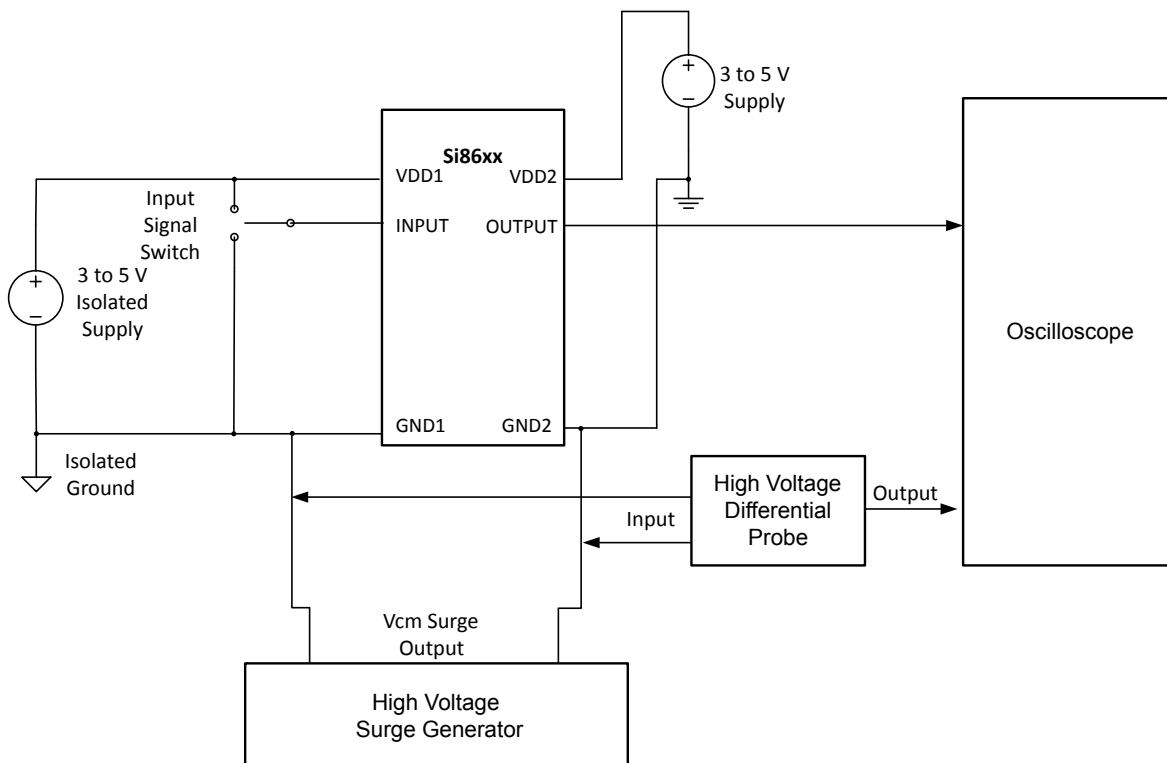 3 to 5 V
Supply
Si86xx
VDD1
VDD2
Input
Signal
Switch
INPUT
OUTPUT
3 to 5 V
Isolated
Supply
Oscilloscope
GND1
GND2
Isolated
Ground
High Voltage
Differential
Probe
Output
Input
Vcm Surge
Output
High Voltage
Surge Generator